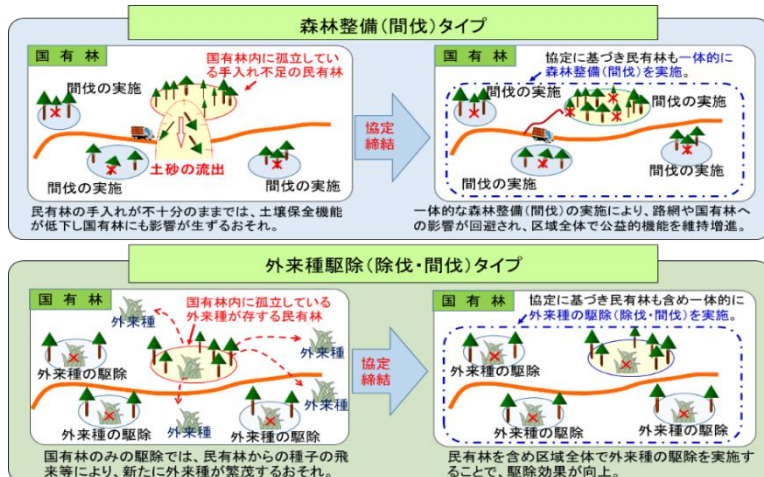 森林整備(間伐)タイプ
国有林
国有林内に孤立している
手入れ不足の民有林
間伐の実施
土砂の流出
間伐の実施
間伐の実施
民有林の手入れが不十分のままでは、土壌保全機能
が低下し国有林にも影響が生ずるおそれ。
協定
締結
国有林
協定に基づき民有林も一体的に
森林整備(間伐)を実施。
間伐の実施
間伐の実施
間伐の実施
間伐の実施
一体的な森林整備(間伐)の実施により、路網や国有林へ
の影響が回避され、区域全体で公益的機能を維持増進。
外来種駆除(除伐・間伐)タイプ
国有林
国有林内に孤立している
外来種が存する民有林
外来種
外来種
外来種の駆除
外来種
外来種の駆除
外来種
外来種の駆除
国有林のみの駆除では、民有林からの種子の飛
来等により、新たに外来種が繁茂するおそれ。
協定
締結
国有林
協定に基づき民有林も含め一体的に
外来種の駆除(除伐・間伐)を実施。
外来種の駆除
外来種の駆除
外来種の駆除
民有林を含め区域全体で外来種の駆除を実施す
ることで、駆除効果が向上。